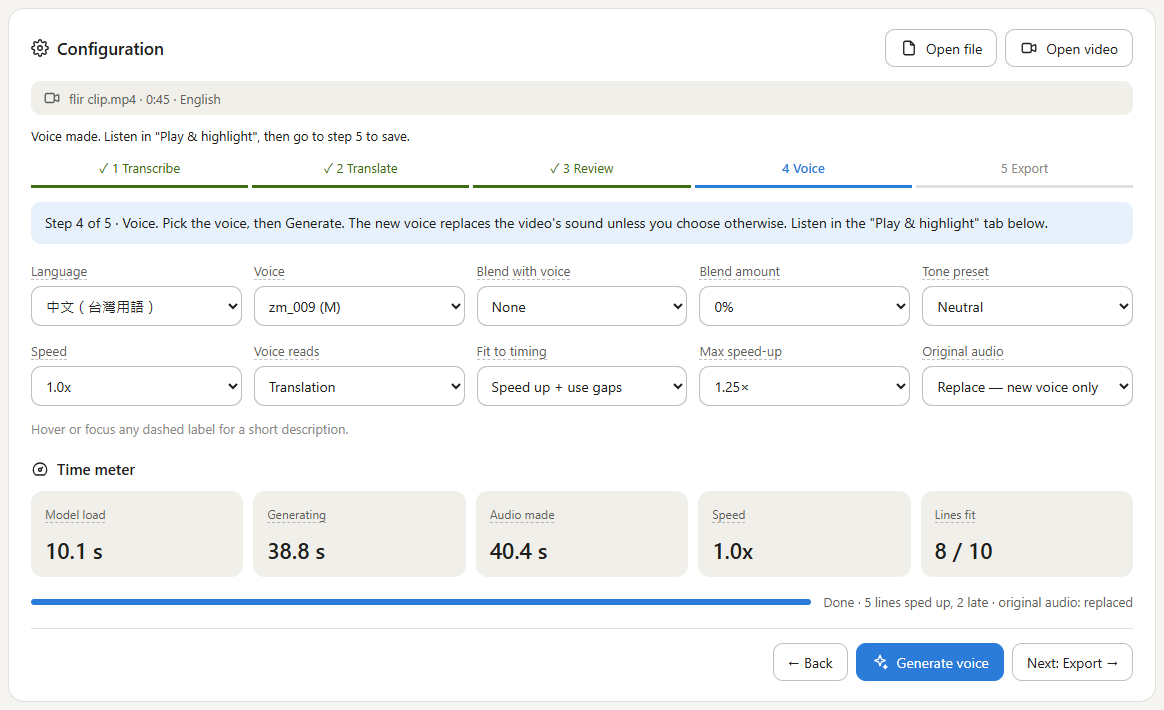 Configuration
Open file
Open video
flir clip.mp4 · 0:45 · English
Voice made. Listen in "Play & highlight", then go to step 5 to save.
✓ 1 Transcribe
✓ 2 Translate
✓ 3 Review
4 Voice
5 Export
Step 4 of 5 · Voice. Pick the voice, then Generate. The new voice replaces the video's sound unless you choose otherwise. Listen in the "Play & highlight" tab below.
Language
Voice
Blend with voice
Blend amount
Tone preset
中文（台灣用語）
zm_009 (M)
None
0%
Neutral
Speed
Voice reads
Fit to timing
Max speed-up
Original audio
1.0x
Translation
Speed up + use gaps
1.25×
Replace — new voice only
Hover or focus any dashed label for a short description.
Time meter
Model load
Generating
Audio made
Speed
Lines fit
10.1 s
38.8 s
40.4 s
1.0x
8 / 10
Done · 5 lines sped up, 2 late · original audio: replaced
← Back
Generate voice
Next: Export →